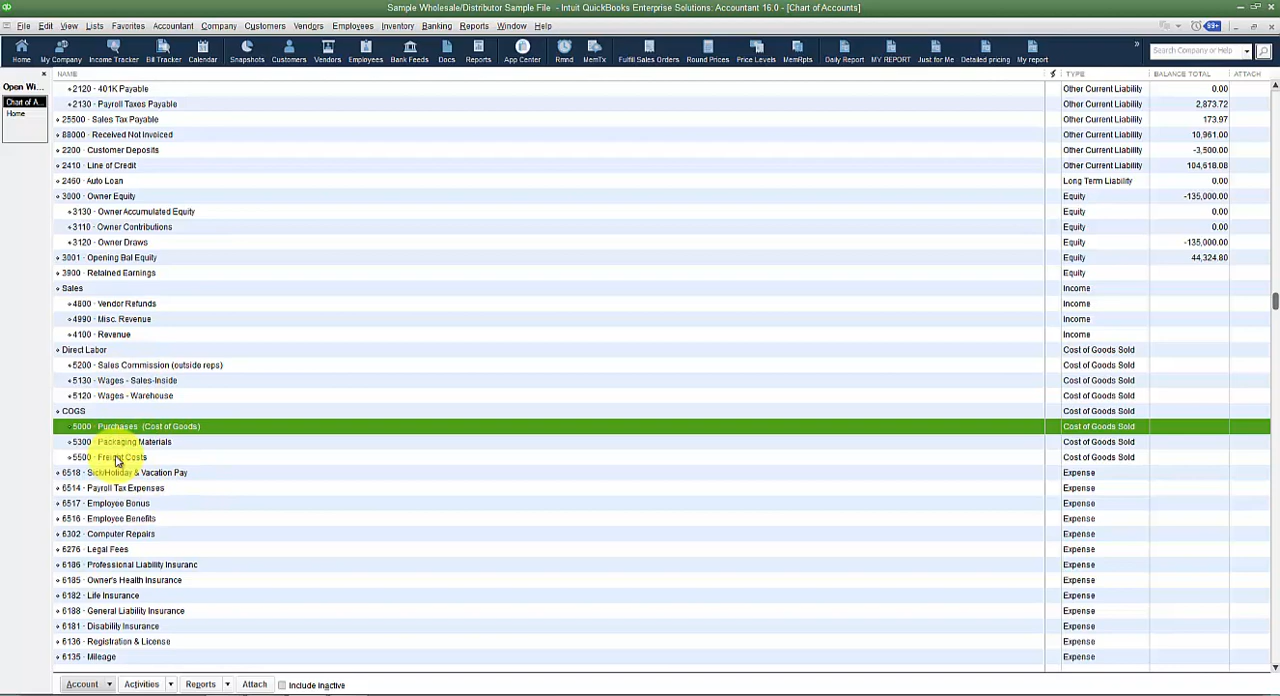 Sample Wholesale/Distributor Sample File - Intuit QuickBooks Enterprise Solutions: Accountant 16.0 - [Chart of Accounts]
File Edit View Lists Favorites Accountant Company Customers Vendors Employees Banking Reports Inventory Window Help
Home My Company Income Tracker Bill Tracker Calendar Snapshots Customers Vendors Employees Bank Feeds Docs Reports App Center Rmnd MemTx Fulfill Sales Orders Round Prices Price Levels MemRpts Daily Report MY REPORT Just for Me Detailed pricing My report Search Company or Help
99+
Open Wi...
Chart of A...
Home
NAME TYPE BALANCE TOTAL ATTACH
2120 · 401K Payable Other Current Liability 0.00
2130 · Payroll Taxes Payable Other Current Liability 2,873.72
25500 · Sales Tax Payable Other Current Liability 173.97
88000 · Received Not Invoiced Other Current Liability 10,961.00
2200 · Customer Deposits Other Current Liability -3,500.00
2410 · Line of Credit Other Current Liability 104,618.08
2460 · Auto Loan Long Term Liability 0.00
3000 · Owner Equity Equity -135,000.00
3130 · Owner Accumulated Equity Equity 0.00
3110 · Owner Contributions Equity 0.00
3120 · Owner Draws Equity -135,000.00
3001 · Opening Bal Equity Equity 44,324.80
3900 · Retained Earnings Equity
Sales Income
4800 · Vendor Refunds Income
4990 · Misc. Revenue Income
4100 · Revenue Income
Direct Labor Cost of Goods Sold
5200 · Sales Commission (outside reps) Cost of Goods Sold
5130 · Wages - Sales-Inside Cost of Goods Sold
5120 · Wages - Warehouse Cost of Goods Sold
COGS Cost of Goods Sold
5000 · Purchases (Cost of Goods) Cost of Goods Sold
5300 · Packaging Materials Cost of Goods Sold
5500 · Freight Costs Cost of Goods Sold
6518 · Sick/Holiday & Vacation Pay Expense
6514 · Payroll Tax Expenses Expense
6517 · Employee Bonus Expense
6516 · Employee Benefits Expense
6302 · Computer Repairs Expense
6276 · Legal Fees Expense
6186 · Professional Liability Insuranc Expense
6185 · Owner's Health Insurance Expense
6182 · Life Insurance Expense
6188 · General Liability Insurance Expense
6181 · Disability Insurance Expense
6136 · Registration & License Expense
6135 · Mileage Expense
Account Activities Reports Attach Include inactive